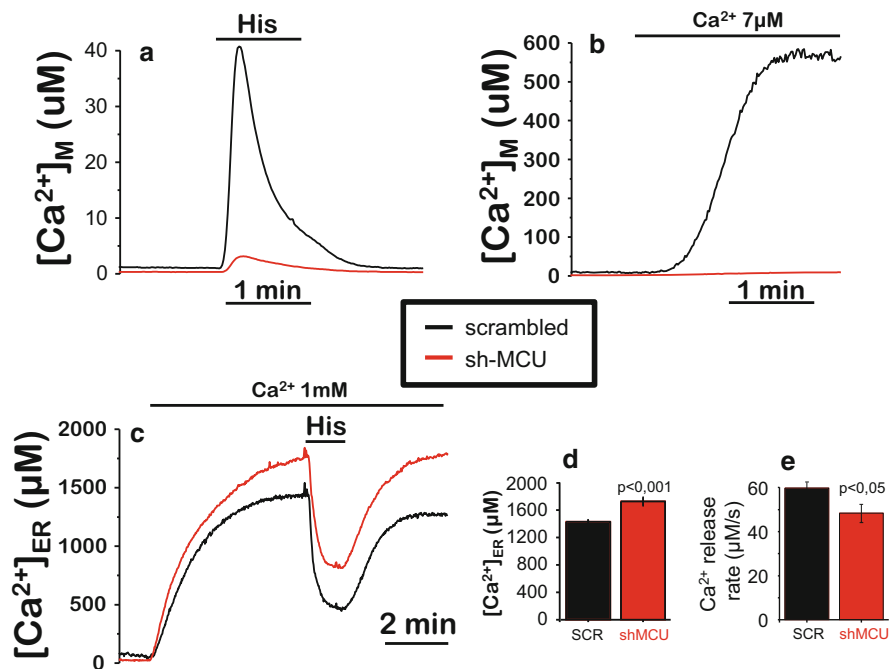 His
a
[Ca²⁺]M (uM)
40
30
20
10
0
1 min
Ca²⁺ 7µM
b
[Ca²⁺]M (uM)
600
500
400
300
200
100
0
1 min
scrambled
sh-MCU
Ca²⁺ 1mM
c
His
[Ca²⁺]ER (µM)
2000
1500
1000
500
0
2 min
d
p<0,001
[Ca²⁺]ER (µM)
2000
1600
1200
800
400
0
SCR shMCU
e
p<0,05
Ca²⁺ release
rate (µM/s)
60
40
20
0
SCR shMCU